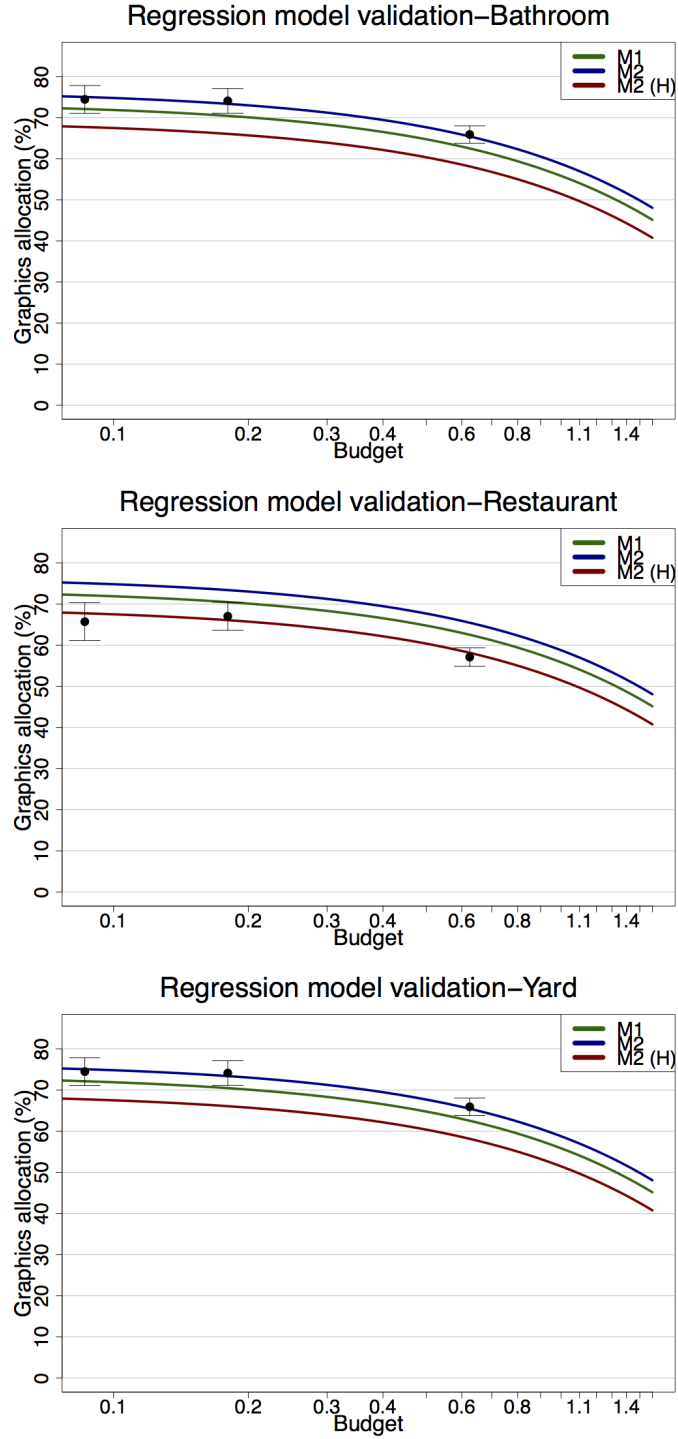 Regression model validation−Bathroom
M1
M2
M2 (H)
Graphics allocation (%)
80
70
60
50
40
30
20
10
0
0.1 0.2 0.3 0.4 0.6 0.8 1.1 1.4
Budget
Regression model validation−Restaurant
M1
M2
M2 (H)
Graphics allocation (%)
80
70
60
50
40
30
20
10
0
0.1 0.2 0.3 0.4 0.6 0.8 1.1 1.4
Budget
Regression model validation−Yard
M1
M2
M2 (H)
Graphics allocation (%)
80
70
60
50
40
30
20
10
0
0.1 0.2 0.3 0.4 0.6 0.8 1.1 1.4
Budget